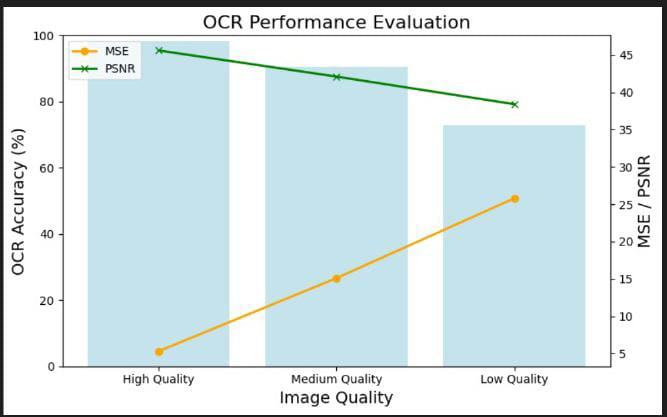 OCR Performance Evaluation
MSE
PSNR
OCR Accuracy (%)
100
80
60
40
20
0
45
40
35
30
25
20
15
10
5
MSE / PSNR
High Quality
Medium Quality
Low Quality
Image Quality